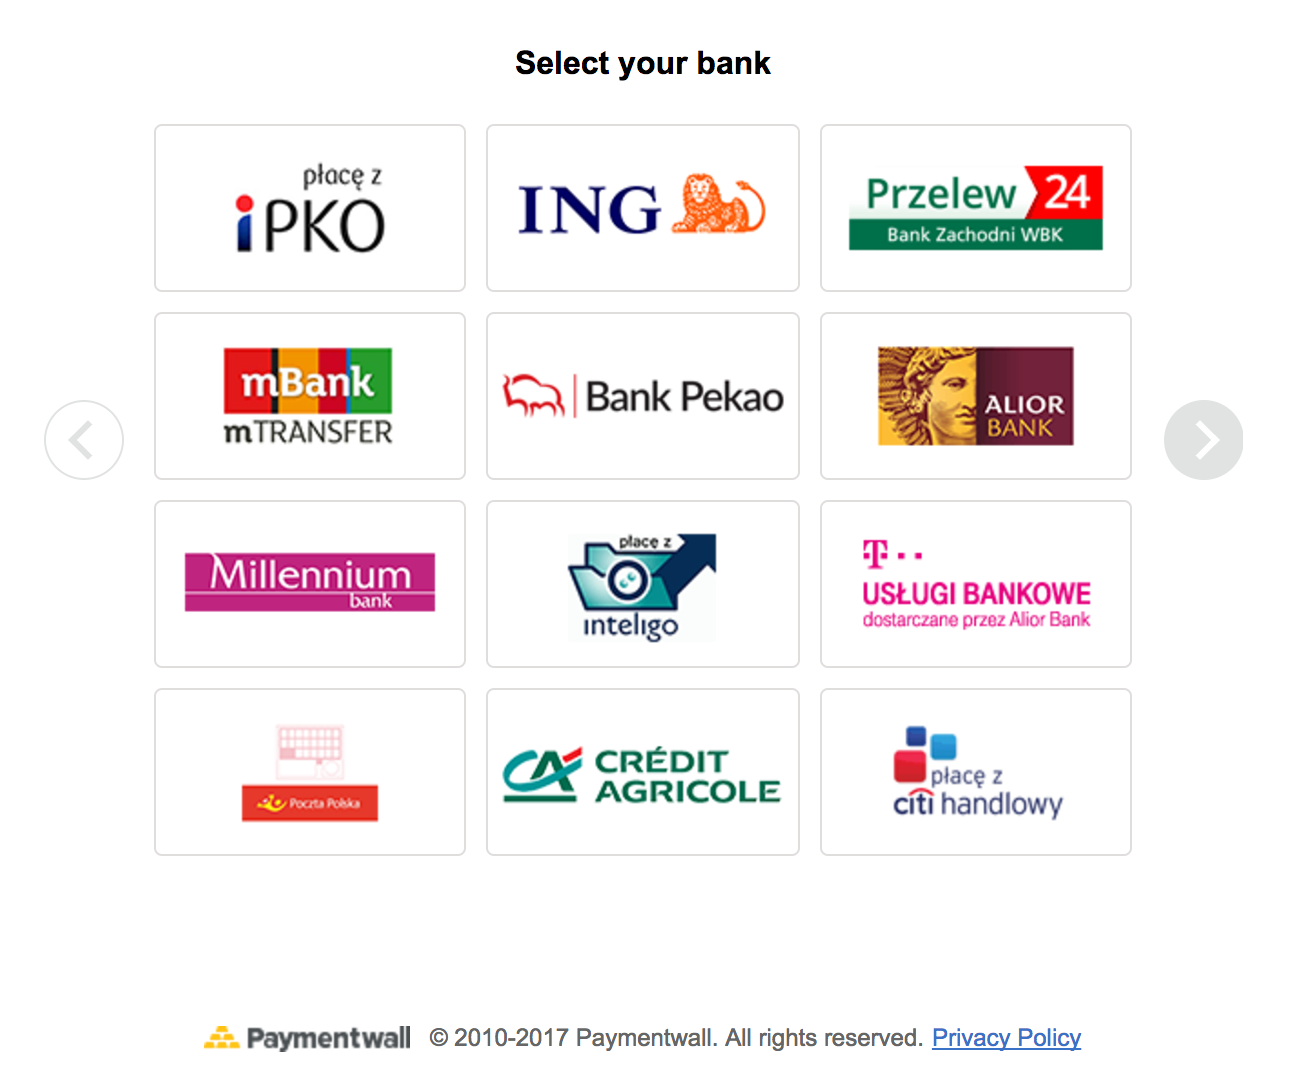 Select your bank
płacę z
iPKO
ING
Przelew 24
Bank Zachodni WBK
mBank
mTRANSFER
Bank Pekao
ALIOR
BANK
Millennium
bank
płacę z
inteligo
T
USŁUGI BANKOWE
dostarczane przez Alior Bank
Poczta Polska
CRÉDIT
AGRICOLE
płacę z
citi handlowy
Paymentwall © 2010-2017 Paymentwall. All rights reserved. Privacy Policy